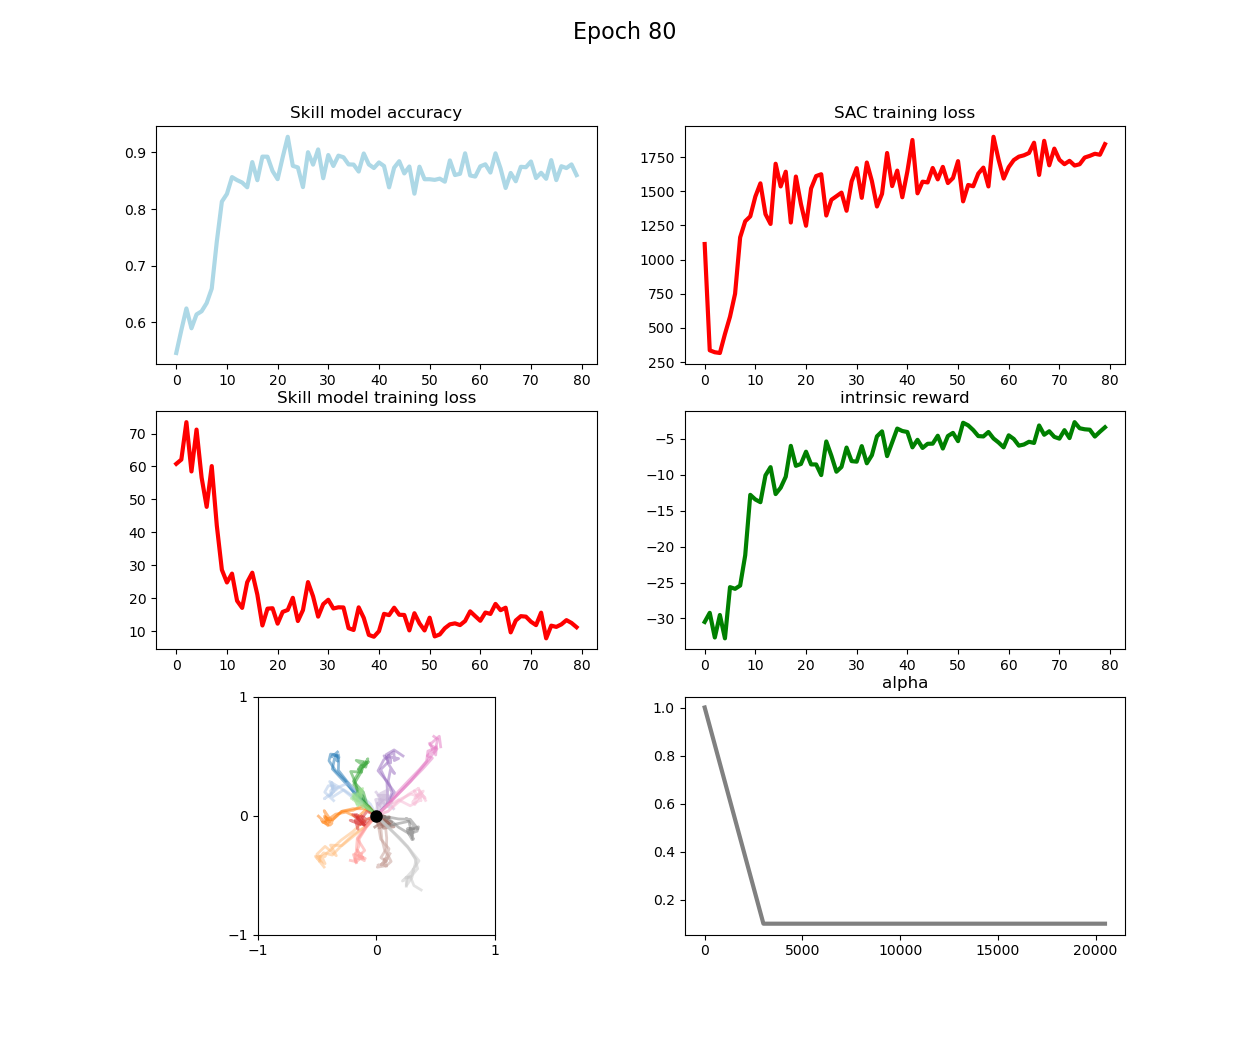 Epoch 80
Skill model accuracy
0.9
0.8
0.7
0.6
0 10 20 30 40 50 60 70 80
SAC training loss
1750
1500
1250
1000
750
500
250
0 10 20 30 40 50 60 70 80
Skill model training loss
70
60
50
40
30
20
10
0 10 20 30 40 50 60 70 80
intrinsic reward
−5
−10
−15
−20
−25
−30
0 10 20 30 40 50 60 70 80
1
0
−1
−1 0 1
alpha
1.0
0.8
0.6
0.4
0.2
0 5000 10000 15000 20000